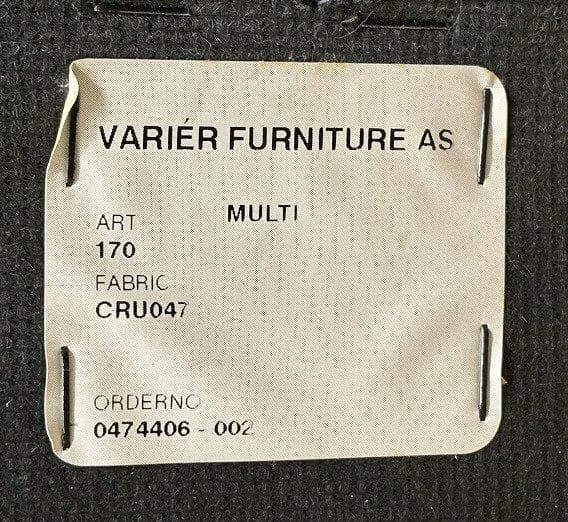 VARIÉR FURNITURE AS
MULTI
ART
170
FABRIC
CRU047
ORDERNO
0474406 - 002